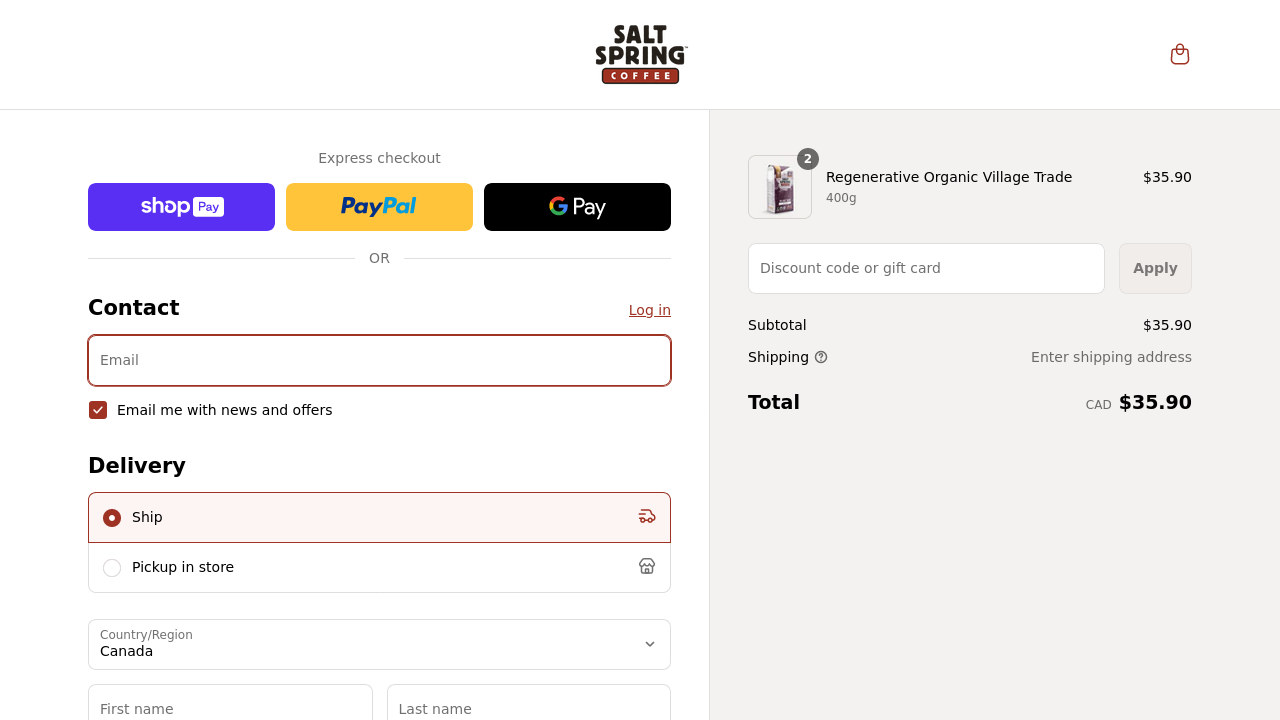 SALT
SPRING
COFFEE
Express checkout
shop Pay
PayPal
G Pay
OR
Contact
Log in
Email
Email me with news and offers
Delivery
Ship
Pickup in store
Country/Region
Canada
First name
Last name
2
Regenerative Organic Village Trade
$35.90
400g
Discount code or gift card
Apply
Subtotal
$35.90
Shipping
Enter shipping address
Total
CAD $35.90